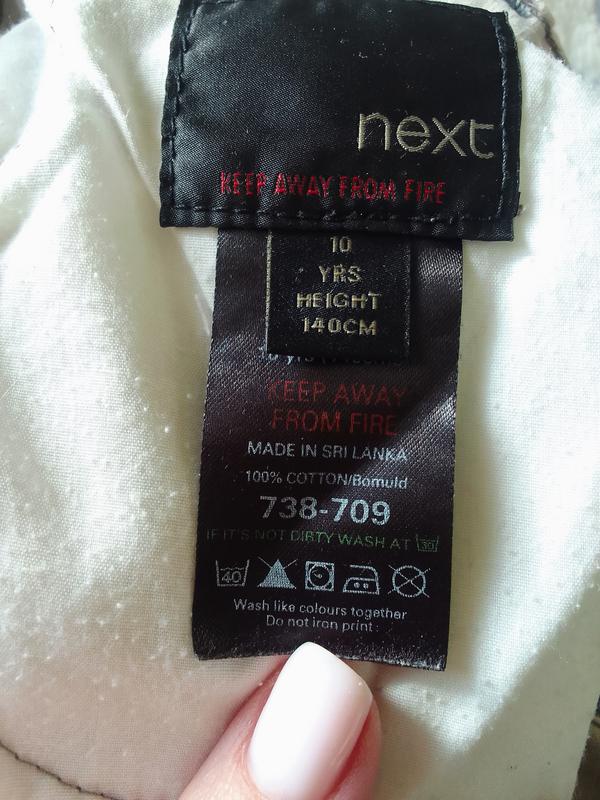 next
KEEP AWAY FROM FIRE
10
YRS
HEIGHT
140CM
KEEP AWAY
FROM FIRE
MADE IN SRI LANKA
100% COTTON/Bomuld
738-709
IF IT'S NOT DIRTY WASH AT 30
40
Wash like colours together
Do not iron print